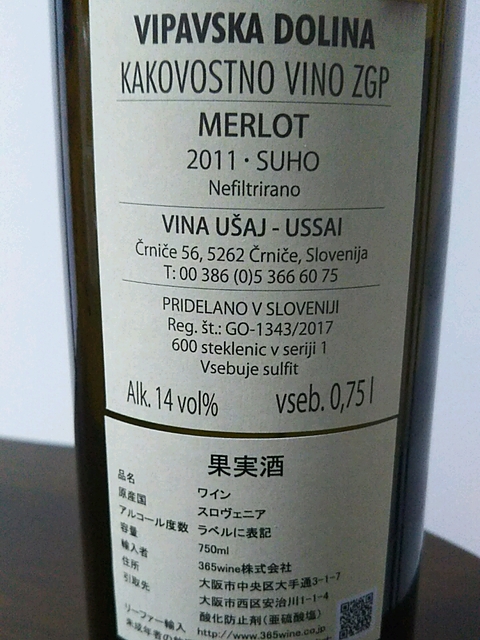 VIPAVSKA DOLINA
KAKOVOSTNO VINO ZGP
MERLOT
2011 · SUHO
Nefiltrirano
VINA UŠAJ - USSAI
Črniče 56, 5262 Črniče, Slovenija
T: 00 386 (0)5 366 60 75
PRIDELANO V SLOVENIJI
Reg. št.: GO-1343/2017
600 steklenic v seriji 1
Vsebuje sulfit
Alk. 14 vol% vseb. 0,75 l
果実酒
品名 ワイン
原産国 スロヴェニア
アルコール度数 ラベルに表記
容量 750ml
輸入者 365wine株式会社
住所 大阪市中央区大手通3-1-7
引取先 大阪市西区安治川1-1-4
酸化防止剤(亜硫酸塩)
リーファー輸入 http://www.365wine.co.jp
未成年者の